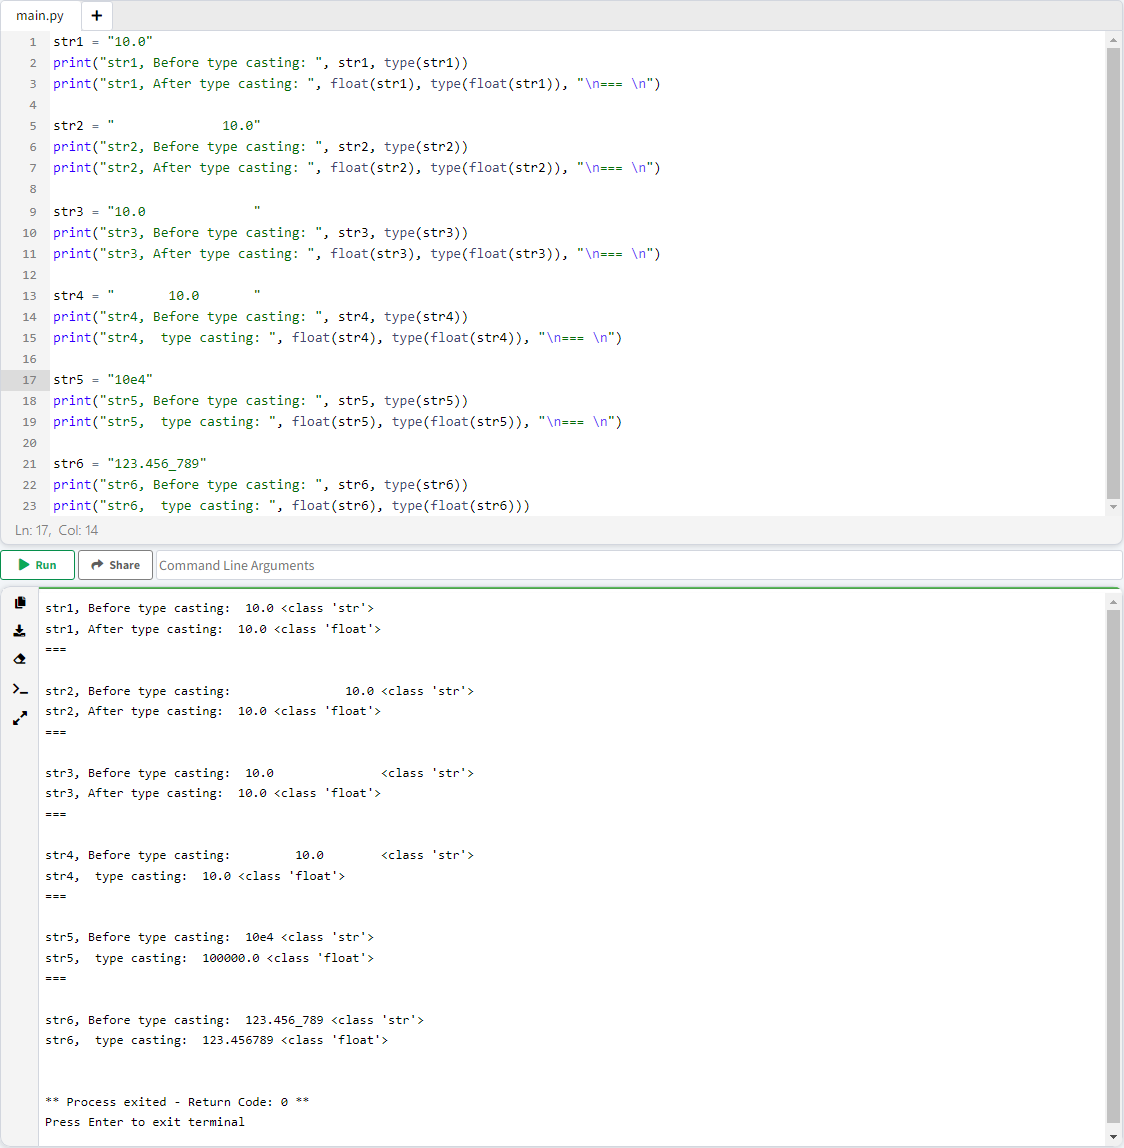 main.py +
1 str1 = "10.0"
2 print("str1, Before type casting: ", str1, type(str1))
3 print("str1, After type casting: ", float(str1), type(float(str1)), "\n=== \n")
4
5 str2 = "              10.0"
6 print("str2, Before type casting: ", str2, type(str2))
7 print("str2, After type casting: ", float(str2), type(float(str2)), "\n=== \n")
8
9 str3 = "10.0              "
10 print("str3, Before type casting: ", str3, type(str3))
11 print("str3, After type casting: ", float(str3), type(float(str3)), "\n=== \n")
12
13 str4 = "       10.0       "
14 print("str4, Before type casting: ", str4, type(str4))
15 print("str4,  type casting: ", float(str4), type(float(str4)), "\n=== \n")
16
17 str5 = "10e4"
18 print("str5, Before type casting: ", str5, type(str5))
19 print("str5,  type casting: ", float(str5), type(float(str5)), "\n=== \n")
20
21 str6 = "123.456_789"
22 print("str6, Before type casting: ", str6, type(str6))
23 print("str6,  type casting: ", float(str6), type(float(str6)))
Ln: 17,  Col: 14
Run Share Command Line Arguments
str1, Before type casting:  10.0 <class 'str'>
str1, After type casting:  10.0 <class 'float'>
===
str2, Before type casting:                10.0 <class 'str'>
str2, After type casting:  10.0 <class 'float'>
===
str3, Before type casting:  10.0               <class 'str'>
str3, After type casting:  10.0 <class 'float'>
===
str4, Before type casting:         10.0        <class 'str'>
str4,  type casting:  10.0 <class 'float'>
===
str5, Before type casting:  10e4 <class 'str'>
str5,  type casting:  100000.0 <class 'float'>
===
str6, Before type casting:  123.456_789 <class 'str'>
str6,  type casting:  123.456789 <class 'float'>
** Process exited - Return Code: 0 **
Press Enter to exit terminal